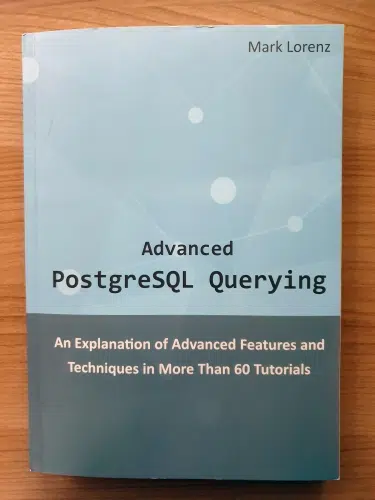 Mark Lorenz
Advanced
PostgreSQL Querying
An Explanation of Advanced Features and
Techniques in More Than 60 Tutorials